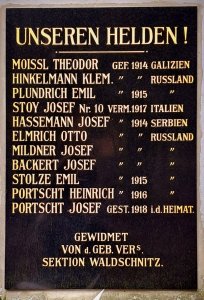 UNSEREN HELDEN!
MOISSL THEODOR GEF. 1914 GALIZIEN
HINKELMANN KLEM. " " RUSSLAND
PLUNDRICH EMIL " 1915 "
STOY JOSEF Nr. 10 VERM. 1917 ITALIEN
HASSEMANN JOSEF " 1914 SERBIEN
ELMRICH OTTO " " RUSSLAND
MILDNER JOSEF " " "
BACKERT JOSEF " " "
STOLZE EMIL " 1915 "
PORTSCHT HEINRICH " 1916 "
PORTSCHT JOSEF GEST. 1918 i.d. HEIMAT.
GEWIDMET
VON d. GEB. VERS.
SEKTION WALDSCHNITZ.